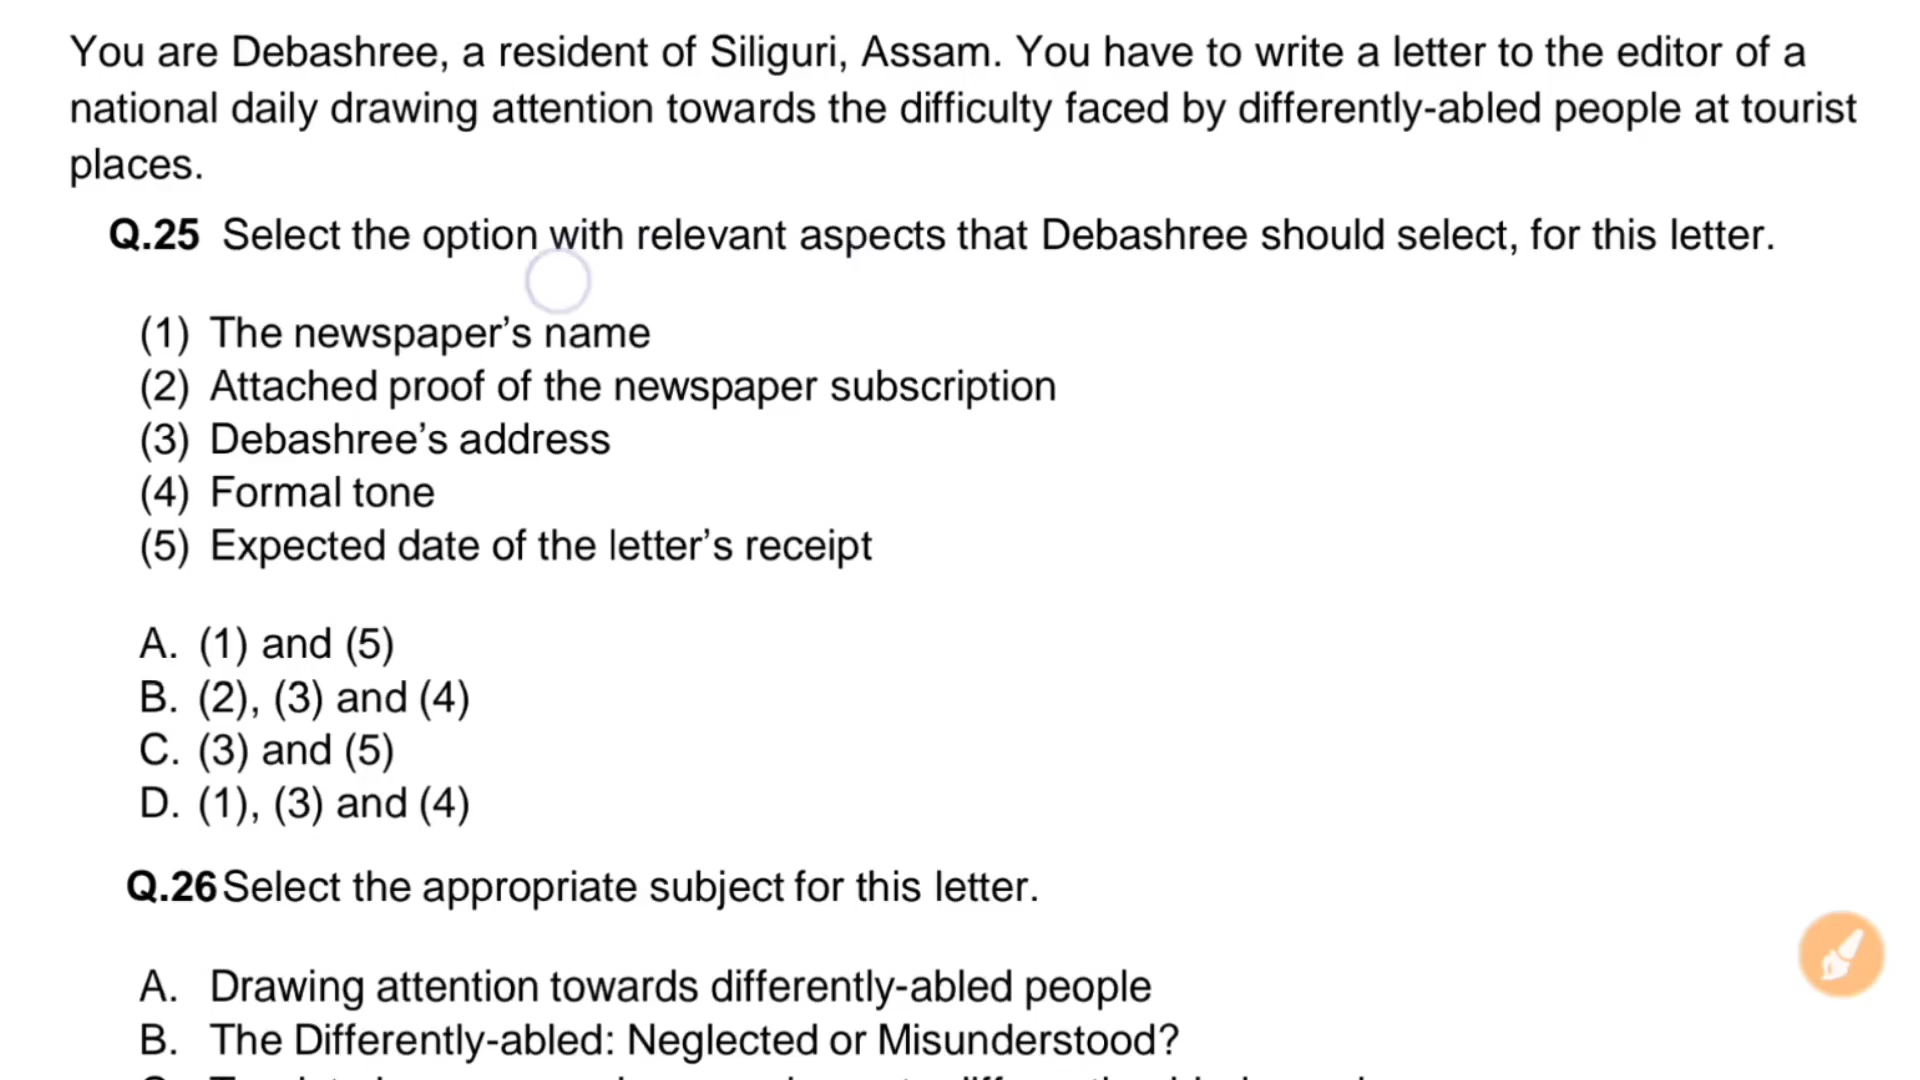 You are Debashree, a resident of Siliguri, Assam. You have to write a letter to the editor of a
national daily drawing attention towards the difficulty faced by differently-abled people at tourist
places.
Q.25 Select the option with relevant aspects that Debashree should select, for this letter.
(1) The newspaper’s name
(2) Attached proof of the newspaper subscription
(3) Debashree’s address
(4) Formal tone
(5) Expected date of the letter’s receipt
A. (1) and (5)
B. (2), (3) and (4)
C. (3) and (5)
D. (1), (3) and (4)
Q.26 Select the appropriate subject for this letter.
A. Drawing attention towards differently-abled people
B. The Differently-abled: Neglected or Misunderstood?